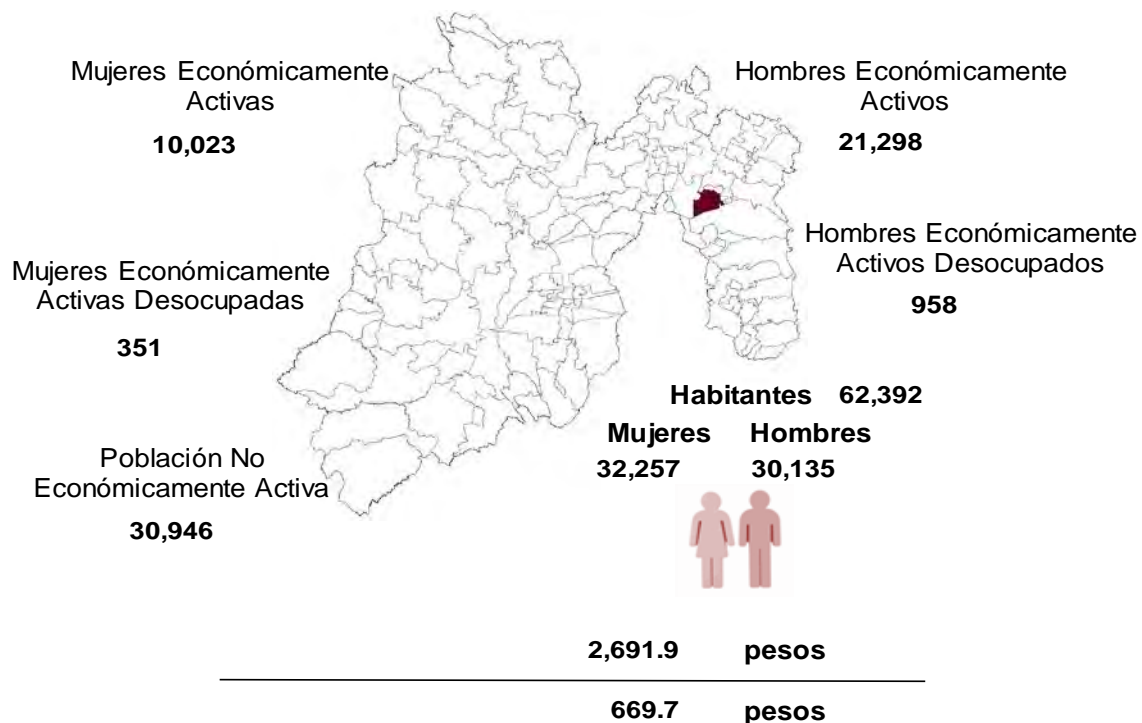 Mujeres Económicamente
Activas
10,023
Hombres Económicamente
Activos
21,298
Mujeres Económicamente
Activas Desocupadas
351
Hombres Económicamente
Activos Desocupados
958
Población No
Económicamente Activa
30,946
Habitantes 62,392
Mujeres Hombres
32,257 30,135
2,691.9 pesos
669.7 pesos